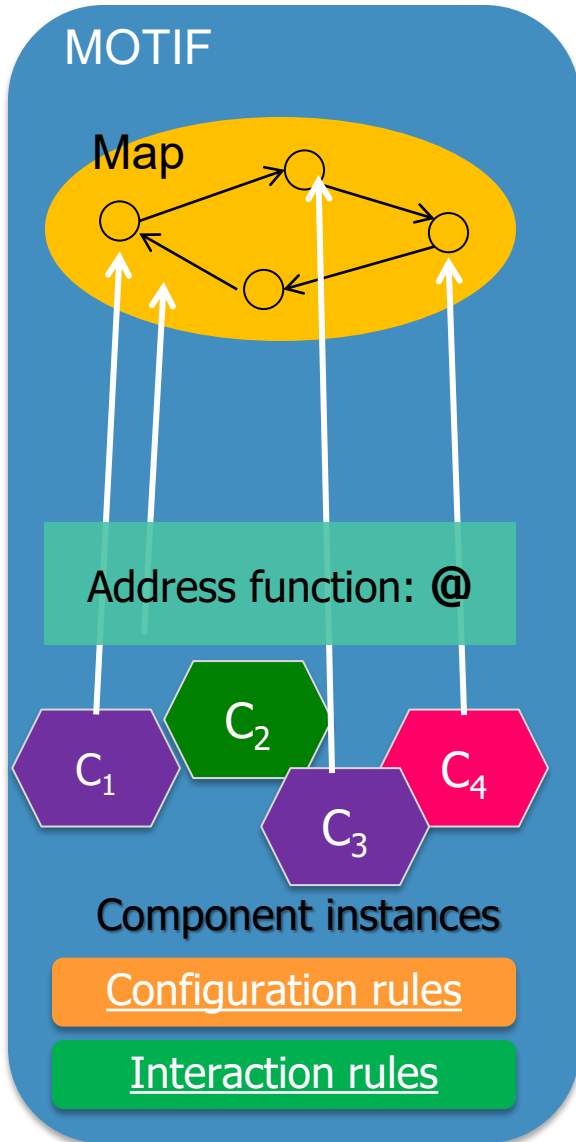 MOTIF
Map
Address function: @
C₂
C₁
C₄
C₃
Component instances
Configuration rules
Interaction rules